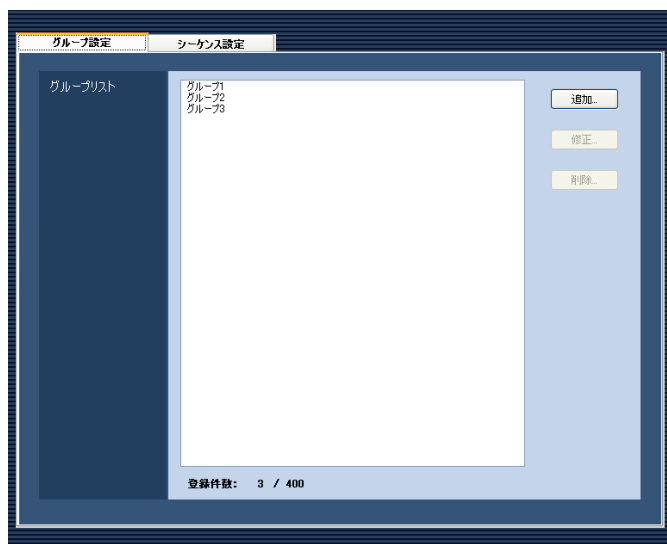 グループ設定
シーケンス設定
グループリスト
グループ1
グループ2
グループ3
追加...
修正...
削除...
登録件数: 3 / 400